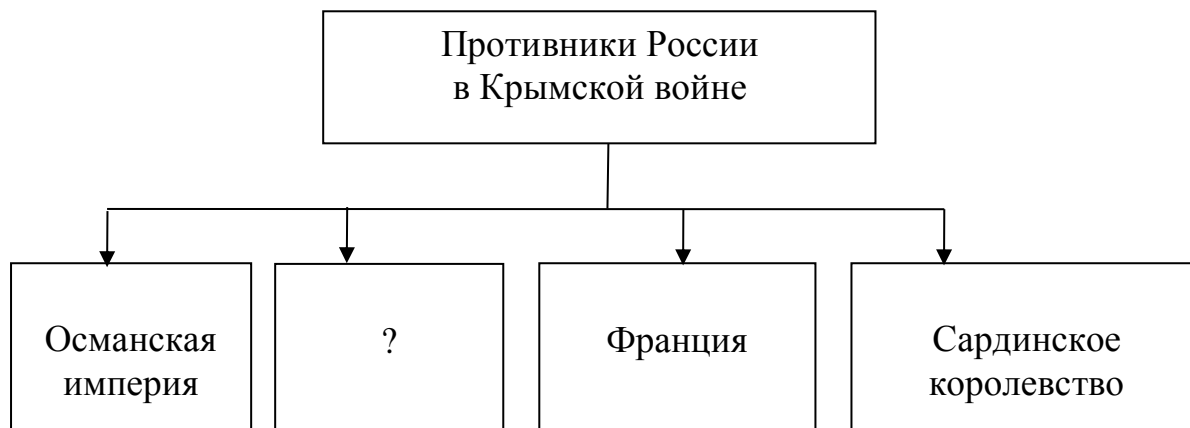 Противники России
в Крымской войне
Османская
империя
?
Франция
Сардинское
королевство